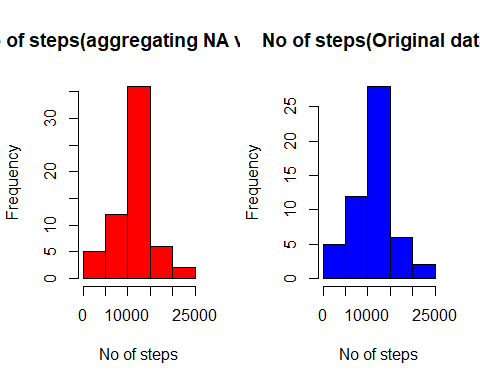 of steps(aggregating NA
No of steps(Original dat
Frequency
0
5
10
20
30
0
10000
25000
No of steps
Frequency
0
5
10
15
20
25
0
10000
25000
No of steps